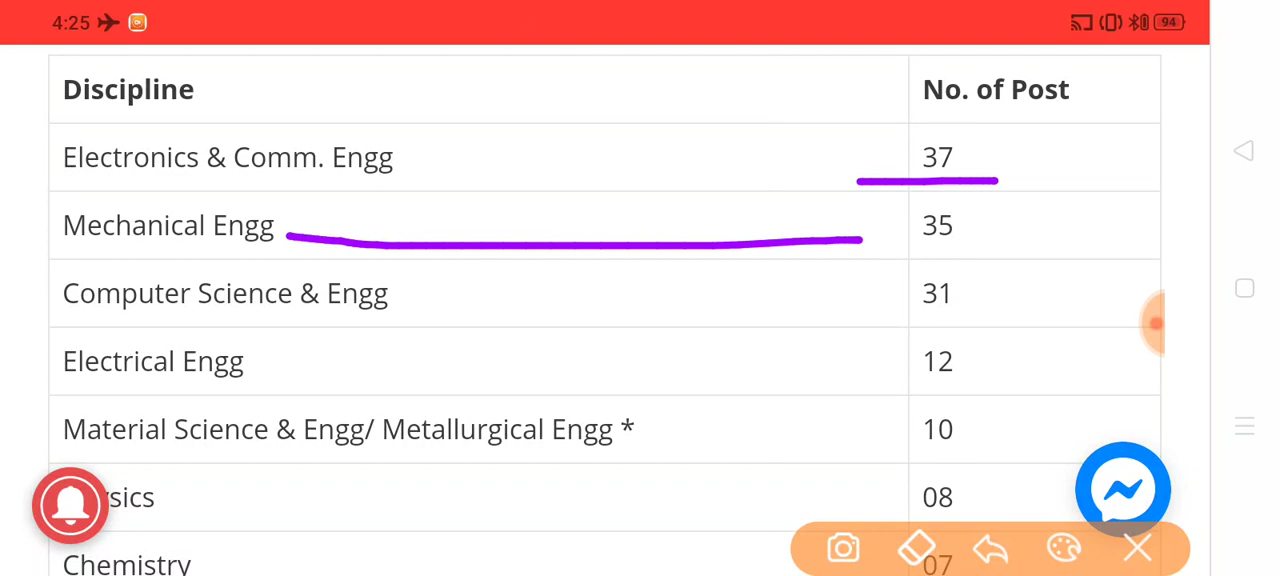 4:25 94
Discipline No. of Post
Electronics & Comm. Engg 37
Mechanical Engg 35
Computer Science & Engg 31
Electrical Engg 12
Material Science & Engg/ Metallurgical Engg * 10
sics 08
Chemistry 07